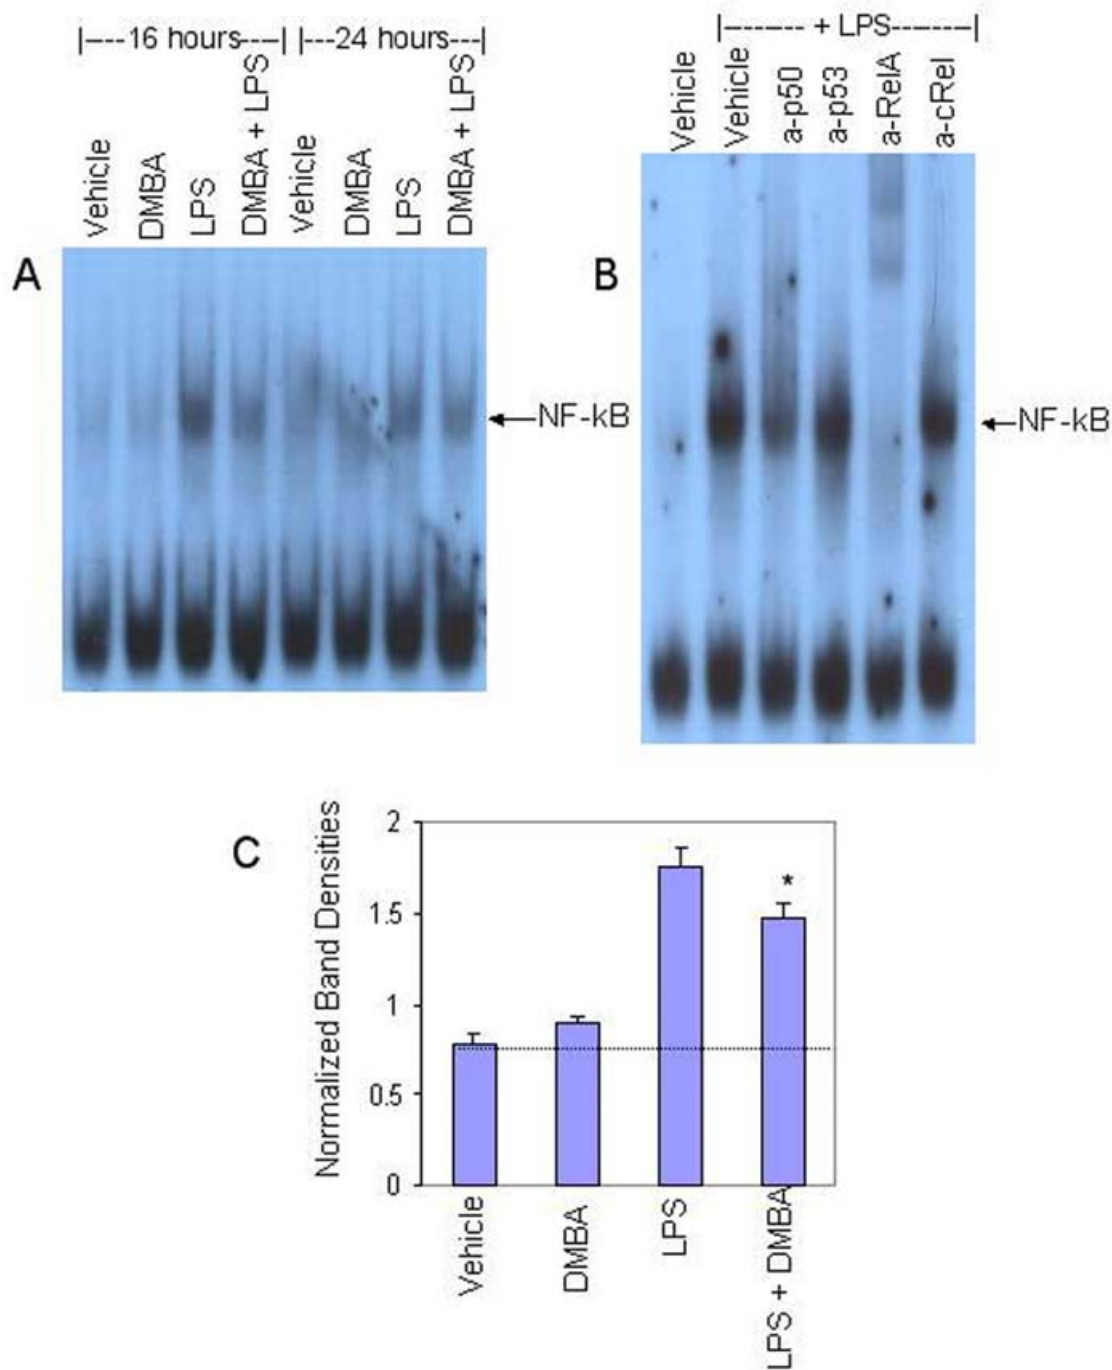 |----16 hours----||---24 hours---|
Vehicle
DMBA
LPS
DMBA + LPS
Vehicle
DMBA
LPS
DMBA + LPS
A
←NF-kB
|-------- + LPS-------|
Vehicle
Vehicle
a-p50
a-p53
a-RelA
a-cRel
B
←NF-kB
C
Normalized Band Densities
2
1.5
1
0.5
0
*
Vehicle
DMBA
LPS
LPS + DMBA